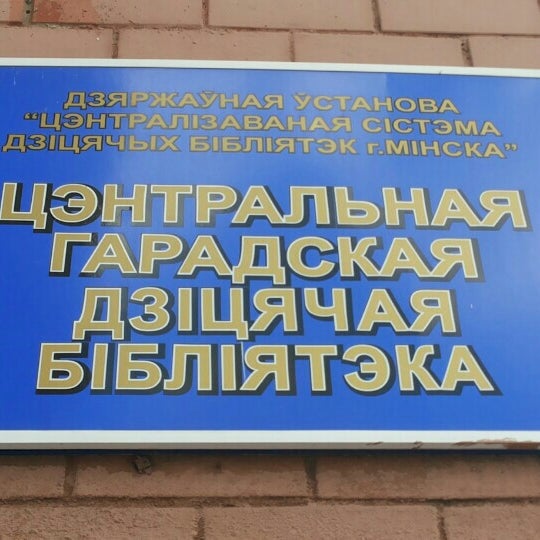 ДЗЯРЖАЎНАЯ ЎСТАНОВА
“ЦЭНТРАЛІЗАВАНАЯ СІСТЭМА
ДЗІЦЯЧЫХ БІБЛІЯТЭК г.МІНСКА”
ЦЭНТРАЛЬНАЯ
ГАРАДСКАЯ
ДЗІЦЯЧАЯ
БІБЛІЯТЭКА